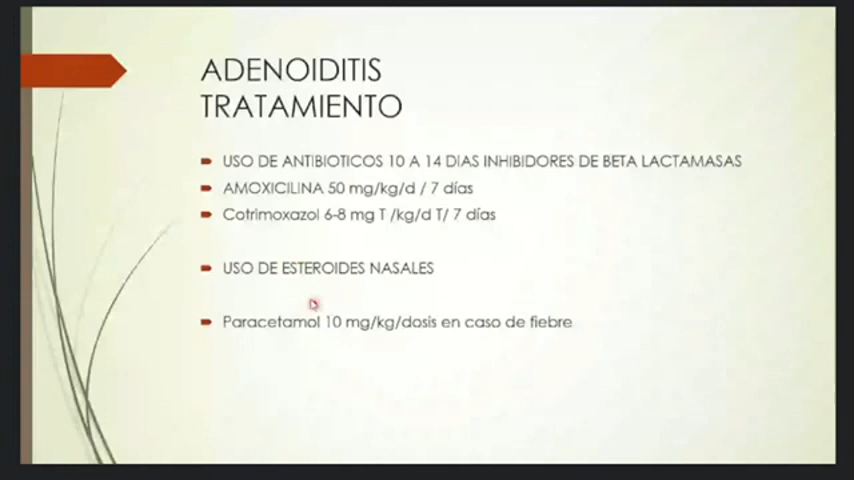 ADENOIDITIS
TRATAMIENTO
USO DE ANTIBIOTICOS 10 A 14 DIAS INHIBIDORES DE BETA LACTAMASAS
AMOXICILINA 50 mg/kg/d / 7 días
Cotrimoxazol 6-8 mg T /kg/d T/ 7 días
USO DE ESTEROIDES NASALES
Paracetamol 10 mg/kg/dosis en caso de fiebre